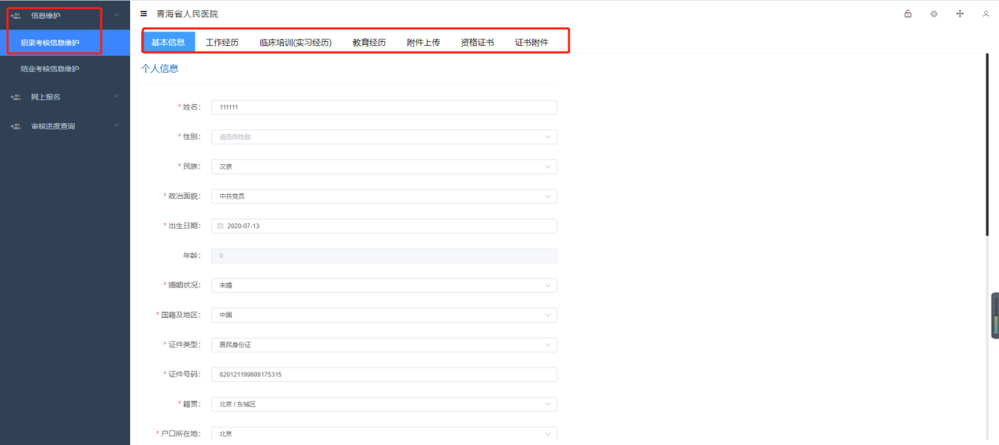 信息维护
招录考核信息维护
结业考核信息维护
网上报名
审核进度查询
青海省人民医院
基本信息 工作经历 临床培训(实习经历) 教育经历 附件上传 资格证书 证书附件
个人信息
* 姓名: 111111
* 性别: 请选择性别
* 民族: 汉族
* 政治面貌: 中共党员
* 出生日期: 2020-07-13
年龄: 0
* 婚姻状况: 未婚
* 国籍及地区: 中国
* 证件类型: 居民身份证
* 证件号码: 620121199609175315
* 籍贯: 北京 / 东城区
* 户口所在地: 北京